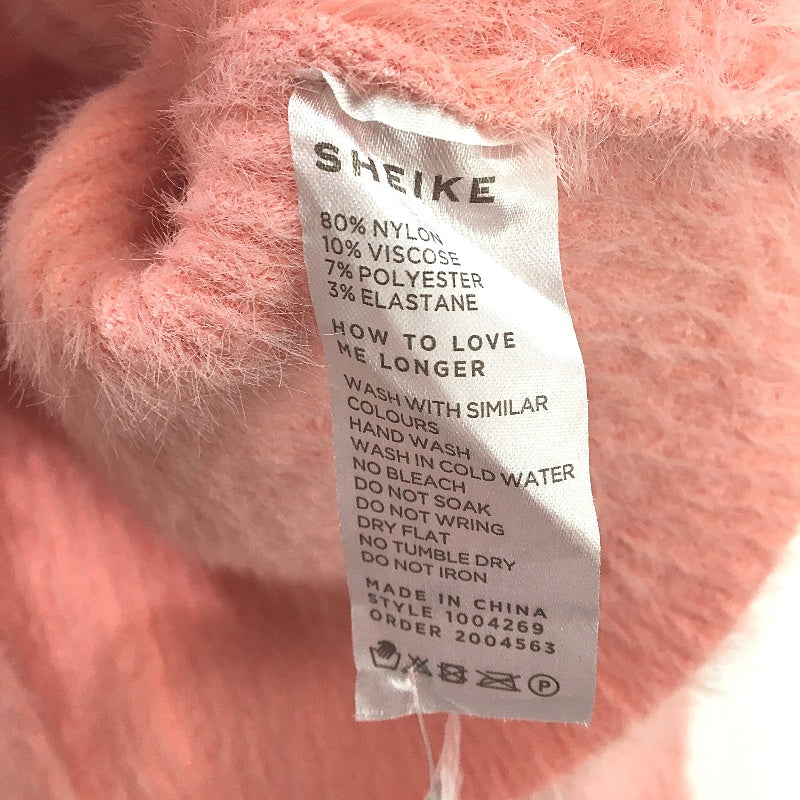 SHEIKE
80% NYLON
10% VISCOSE
7% POLYESTER
3% ELASTANE
HOW TO LOVE
ME LONGER
WASH WITH SIMILAR
COLOURS
HAND WASH
WASH IN COLD WATER
NO BLEACH
DO NOT SOAK
DO NOT WRING
DRY FLAT
NO TUMBLE DRY
DO NOT IRON
MADE IN CHINA
STYLE 1004269
ORDER 2004563
P